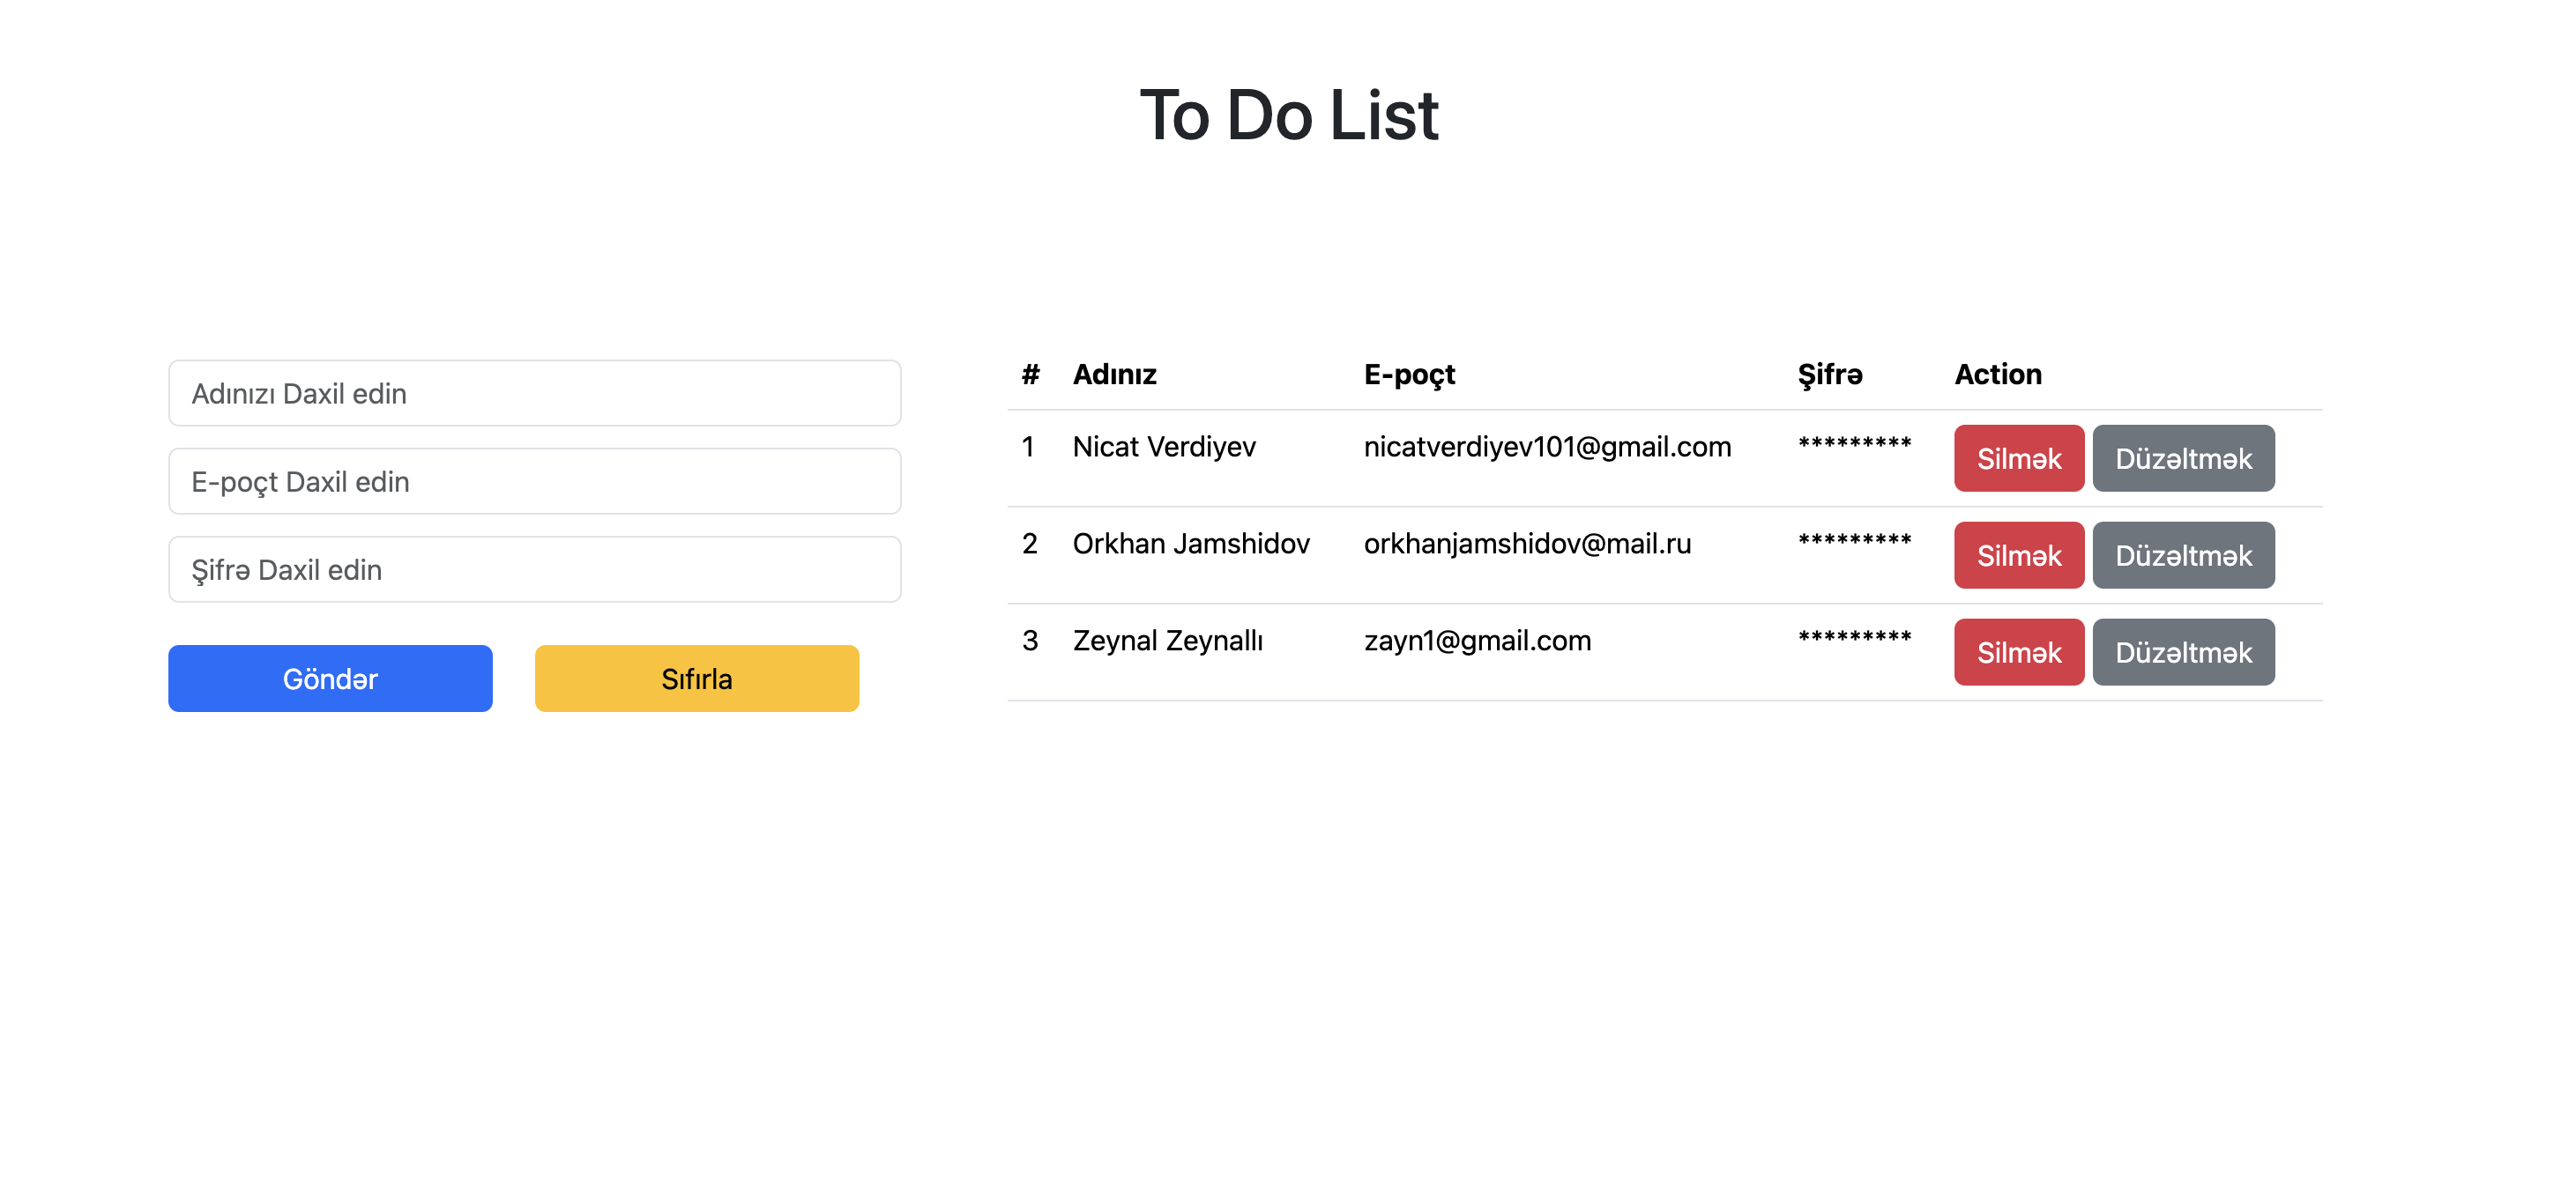 To Do List
Adınızı Daxil edin
E-poçt Daxil edin
Şifrə Daxil edin
Göndər Sıfırla
# Adınız E-poçt Şifrə Action
1 Nicat Verdiyev nicatverdiyev101@gmail.com ********* Silmək Düzəltmək
2 Orkhan Jamshidov orkhanjamshidov@mail.ru ********* Silmək Düzəltmək
3 Zeynal Zeynallı zayn1@gmail.com ********* Silmək Düzəltmək